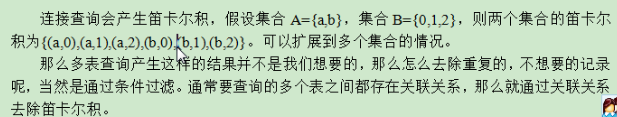 连接查询会产生笛卡尔积，假设集合 A={a,b}，集合 B={0,1,2}，则两个集合的笛卡尔
积为{(a,0),(a,1),(a,2),(b,0),(b,1),(b,2)}。可以扩展到多个集合的情况。
那么多表查询产生这样的结果并不是我们想要的，那么怎么去除重复的，不想要的记录
呢，当然是通过条件过滤。通常要查询的多个表之间都存在关联关系，那么就通过关联关系
去除笛卡尔积。